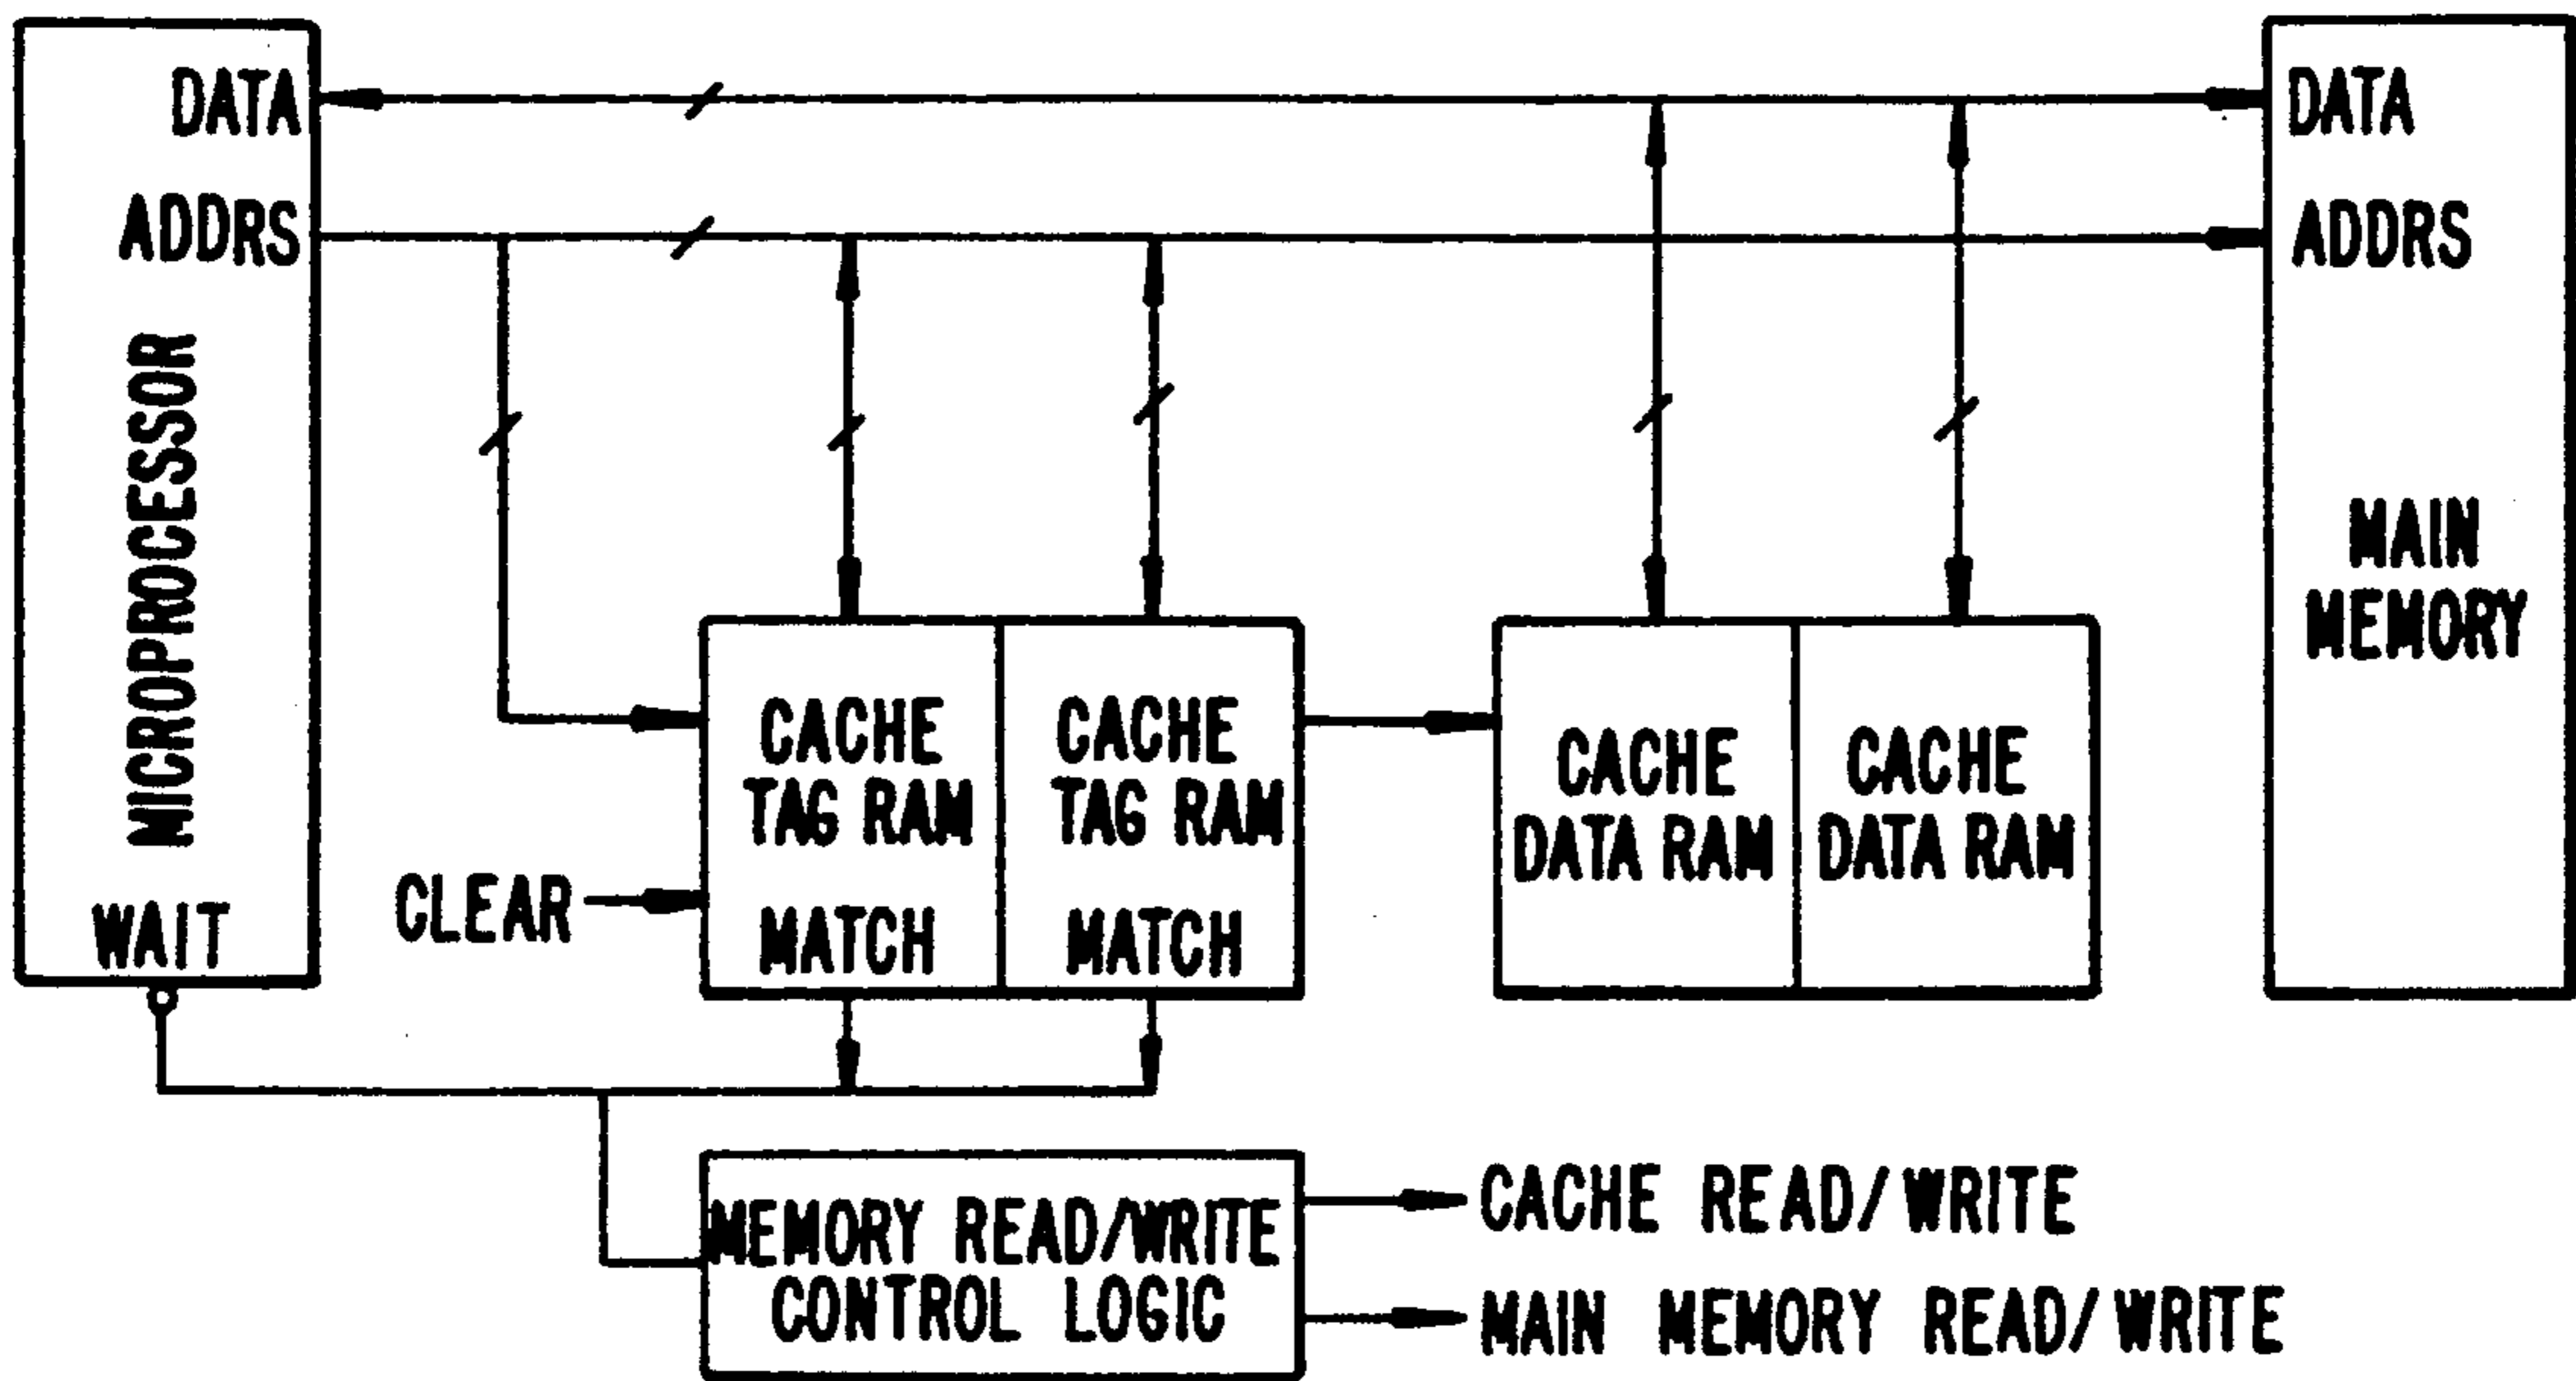 DATA
ADDRS
MICROPROCESSOR
WAIT
CLEAR
CACHE
TAG RAM
MATCH
CACHE
TAG RAM
MATCH
CACHE
DATA RAM
CACHE
DATA RAM
DATA
ADDRS
MAIN
MEMORY
MEMORY READ/WRITE
CONTROL LOGIC
CACHE READ/WRITE
MAIN MEMORY READ/WRITE